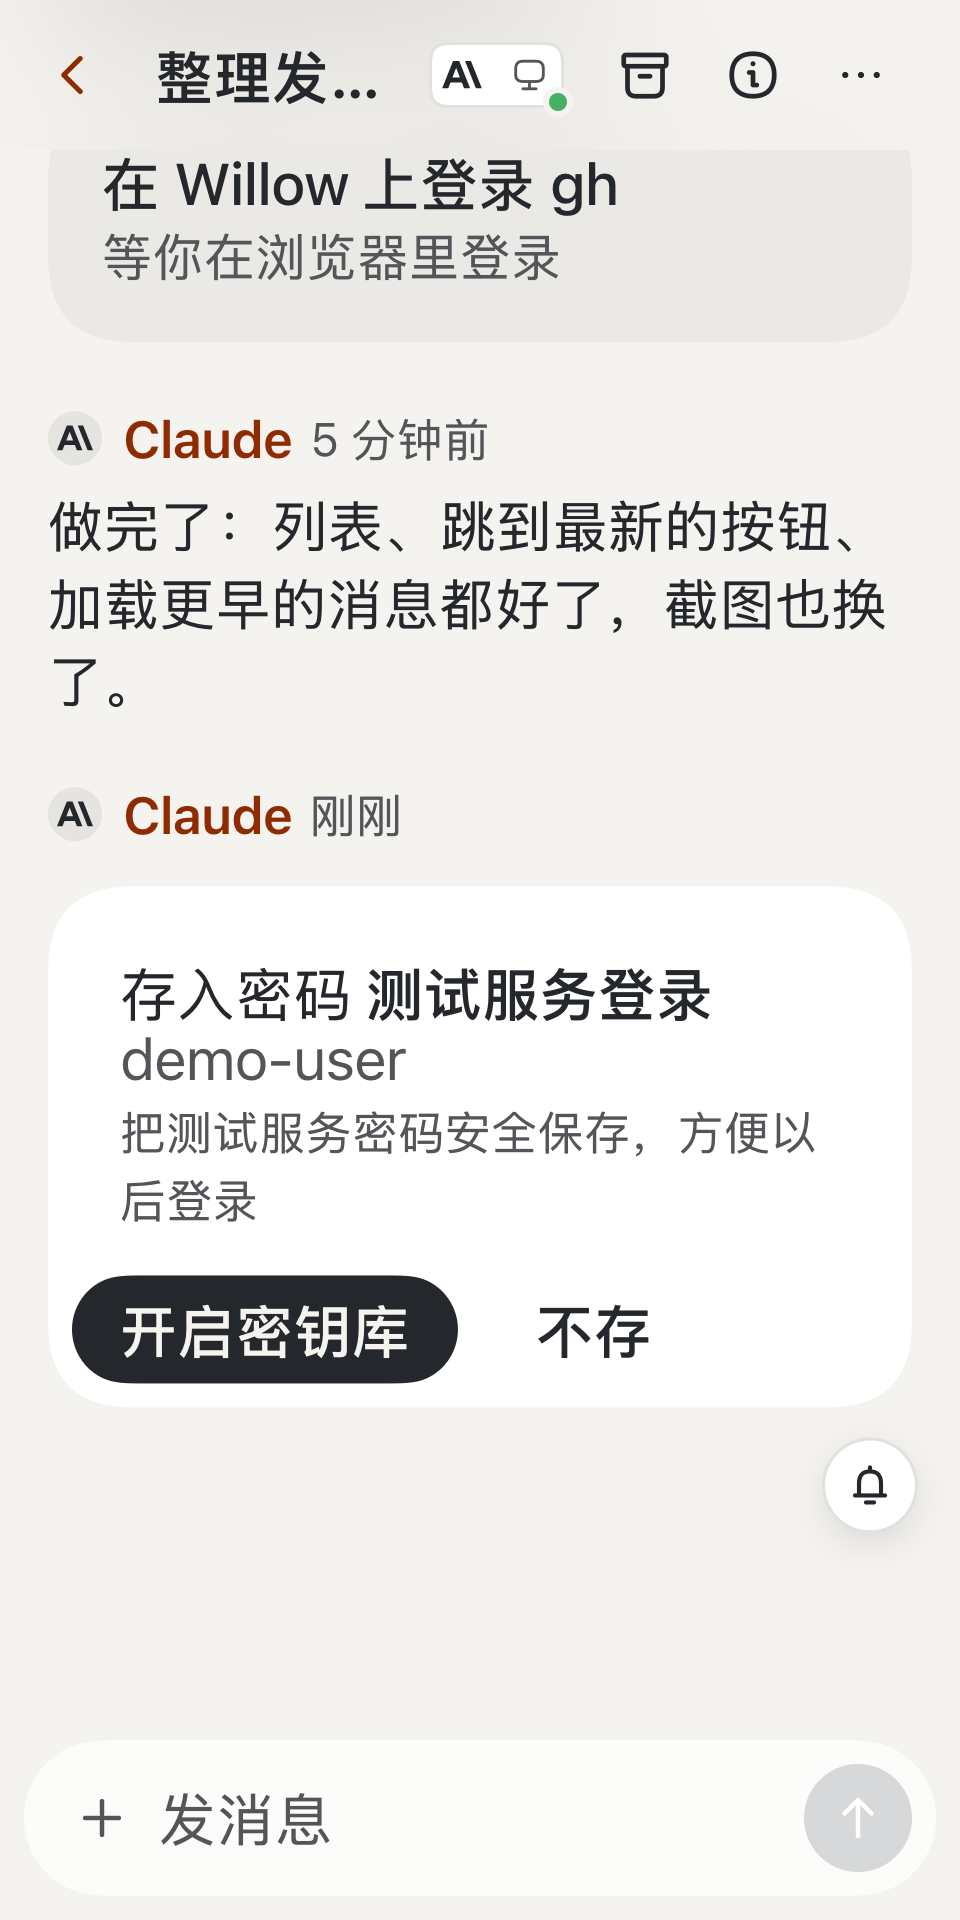 整理发...
在 Willow 上登录 gh
等你在浏览器里登录
Claude 5 分钟前
做完了：列表、跳到最新的按钮、
加载更早的消息都好了，截图也换
了。
Claude 刚刚
存入密码 测试服务登录
demo-user
把测试服务密码安全保存，方便以
后登录
开启密钥库
不存
发消息